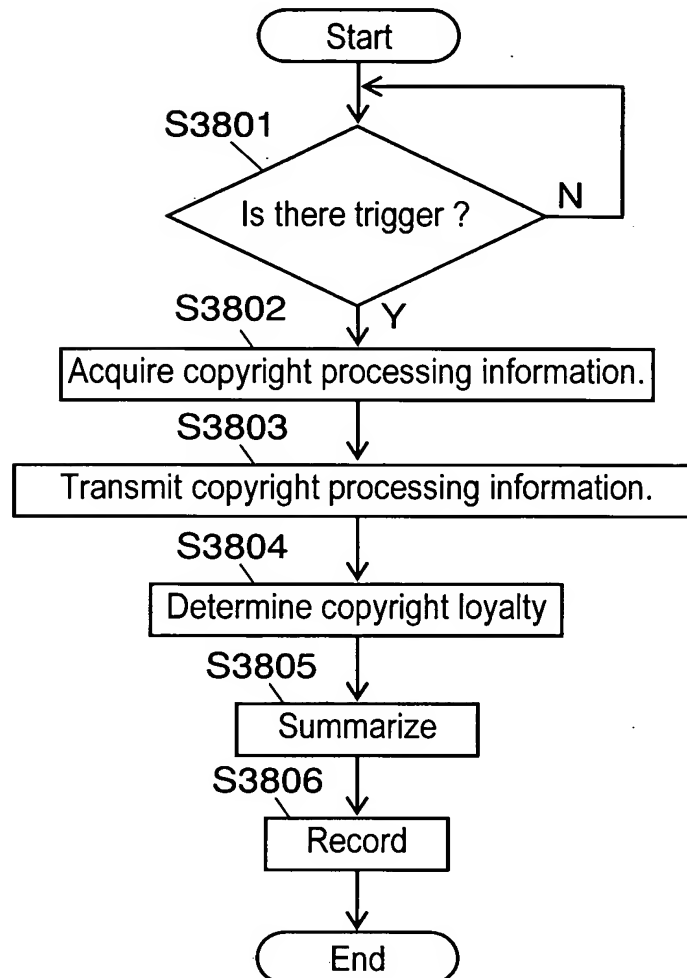 Start
S3801
Is there trigger ?
N
Y
S3802
Acquire copyright processing information.
S3803
Transmit copyright processing information.
S3804
Determine copyright loyalty
S3805
Summarize
S3806
Record
End